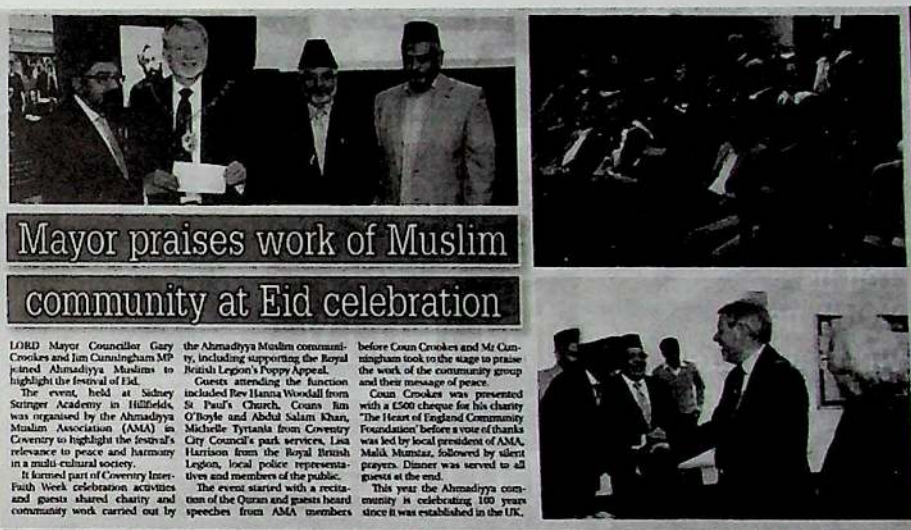 Mayor praises work of Muslim
community at Eid celebration
LORD Mayor Councillor Gary
Crookes and Jim Cunningham MP
joined Ahmadiyya Muslims to
highlight the festival of Eid.
The event, held at Sidney
Stringer Academy in Hillfields,
was organised by the Ahmadiyya
Muslim Association (AMA) in
Coventry to highlight the festival's
relevance to peace and harmony
in a multi-cultural society.
It formed part of Coventry Inter-
Faith Week celebration activities
and guests shared charity and
community work carried out by
the Ahmadiyya Muslim communi-
ty, including supporting the Royal
British Legion's Poppy Appeal.
Guests attending the function
included Rev Hanna Woodall from
St Paul's Church, Couns Jim
O'Boyle and Abdul Salam Khan,
Michelle Tyrtania from Coventry
City Council's park services, Lisa
Harrison from the Royal British
Legion, local police representa-
tives and members of the public.
The event started with a recita-
tion of the Quran and guests heard
speeches from AMA members
before Coun Crookes and Mr Cun-
ningham took to the stage to praise
the work of the community group
and their message of peace.
Coun Crookes was presented
with a £500 cheque for his charity
'The Heart of England Community
Foundation' before a vote of thanks
was led by local president of AMA,
Malik Mumtaz, followed by silent
prayers. Dinner was served to all
guests at the end.
This year the Ahmadiyya com-
munity is celebrating 100 years
since it was established in the UK.